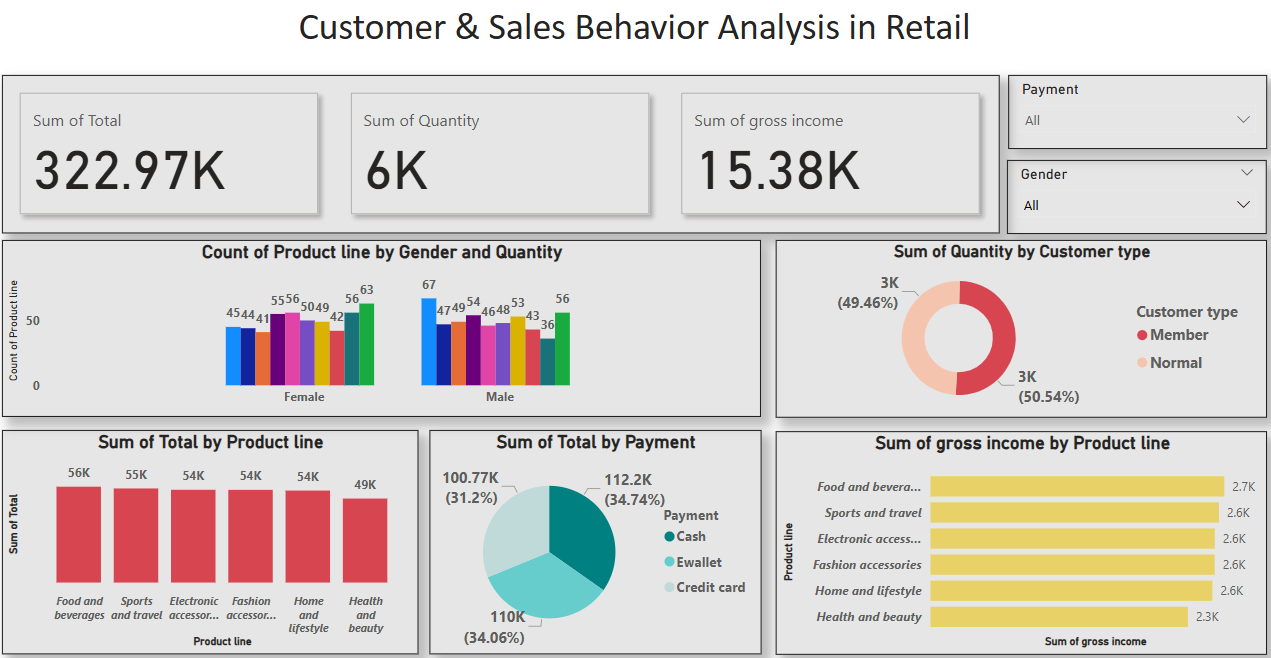 Customer & Sales Behavior Analysis in Retail
Sum of Total
322.97K
Sum of Quantity
6K
Sum of gross income
15.38K
Payment
All
Gender
All
Count of Product line by Gender and Quantity
Count of Product line
50
0
45 44 41 55 56 50 49 42 56 63
67 47 49 54 46 48 53 43 36 56
Female
Male
Sum of Quantity by Customer type
3K
(49.46%)
3K
(50.54%)
Customer type
Member
Normal
Sum of Total by Product line
Sum of Total
56K
55K
54K
54K
54K
49K
Food and
beverages
Sports
and travel
Electronic
accessor...
Fashion
accessor...
Home
and
lifestyle
Health
and
beauty
Product line
Sum of Total by Payment
100.77K
(31.2%)
112.2K
(34.74%)
110K
(34.06%)
Payment
Cash
Ewallet
Credit card
Sum of gross income by Product line
Product line
Food and bevera... 2.7K
Sports and travel 2.6K
Electronic access... 2.6K
Fashion accessories 2.6K
Home and lifestyle 2.6K
Health and beauty 2.3K
Sum of gross income